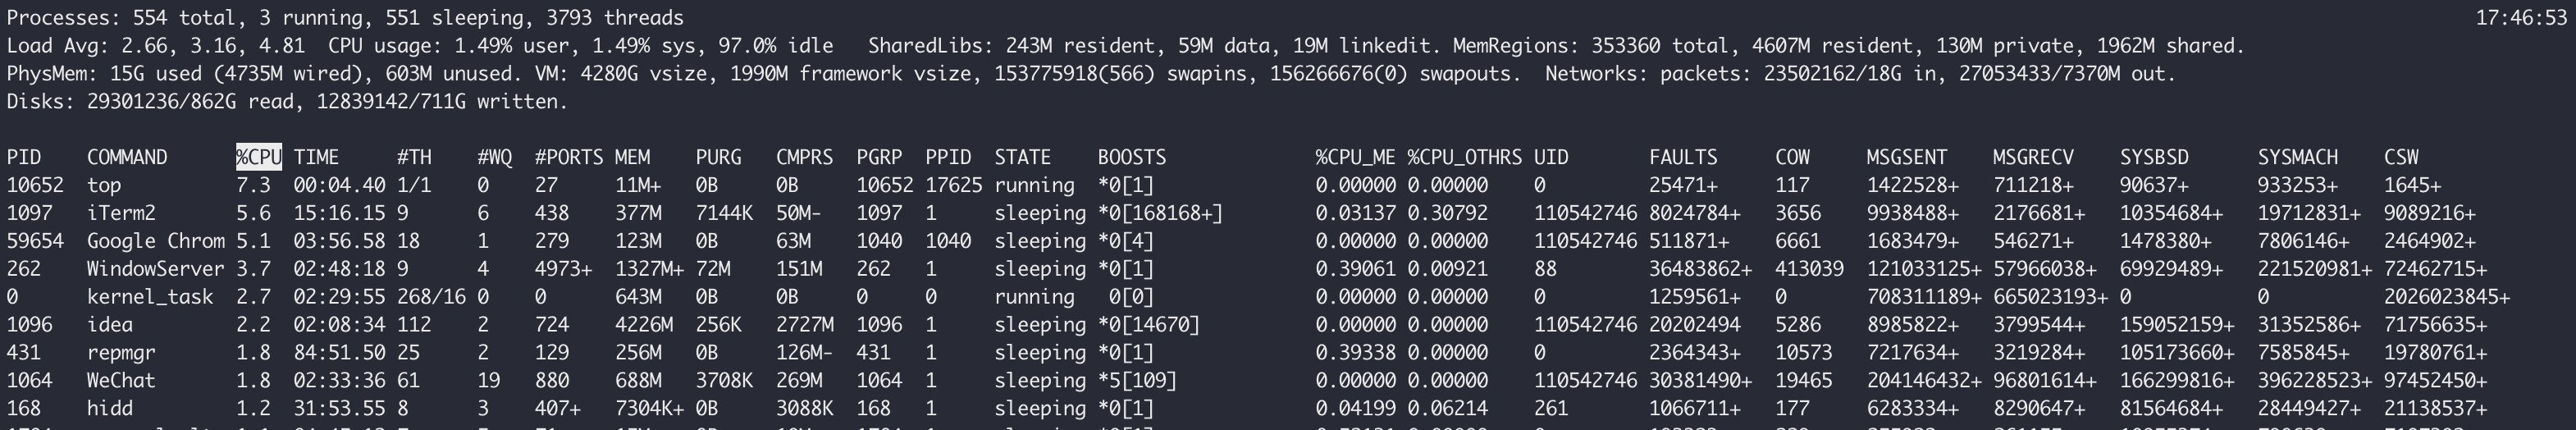 Processes: 554 total, 3 running, 551 sleeping, 3793 threads 17:46:53
Load Avg: 2.66, 3.16, 4.81 CPU usage: 1.49% user, 1.49% sys, 97.0% idle SharedLibs: 243M resident, 59M data, 19M linkedit. MemRegions: 353360 total, 4607M resident, 130M private, 1962M shared.
PhysMem: 15G used (4735M wired), 603M unused. VM: 4280G vsize, 1990M framework vsize, 153775918(566) swapins, 156266676(0) swapouts. Networks: packets: 23502162/18G in, 27053433/7370M out.
Disks: 29301236/862G read, 12839142/711G written.
PID COMMAND %CPU TIME #TH #WQ #PORTS MEM PURG CMPRS PGRP PPID STATE BOOSTS %CPU_ME %CPU_OTHRS UID FAULTS COW MSGSENT MSGRECV SYSBSD SYSMACH CSW
10652 top 7.3 00:04.40 1/1 0 27 11M+ 0B 0B 10652 17625 running *0[1] 0.00000 0.00000 0 25471+ 117 1422528+ 711218+ 90637+ 933253+ 1645+
1097 iTerm2 5.6 15:16.15 9 6 438 377M 7144K 50M- 1097 1 sleeping *0[168168+] 0.03137 0.30792 110542746 8024784+ 3656 9938488+ 2176681+ 10354684+ 19712831+ 9089216+
59654 Google Chrom 5.1 03:56.58 18 1 279 123M 0B 63M 1040 1040 sleeping *0[4] 0.00000 0.00000 110542746 511871+ 6661 1683479+ 546271+ 1478380+ 7806146+ 2464902+
262 WindowServer 3.7 02:48:18 9 4 4973+ 1327M+ 72M 151M 262 1 sleeping *0[1] 0.39061 0.00921 88 36483862+ 413039 121033125+ 57966038+ 69929489+ 221520981+ 72462715+
0 kernel_task 2.7 02:29:55 268/16 0 0 643M 0B 0B 0 0 running 0[0] 0.00000 0.00000 0 1259561+ 0 708311189+ 665023193+ 0 0 2026023845+
1096 idea 2.2 02:08:34 112 2 724 4226M 256K 2727M 1096 1 sleeping *0[14670] 0.00000 0.00000 110542746 20202494 5286 8985822+ 3799544+ 159052159+ 31352586+ 71756635+
431 repmgr 1.8 84:51.50 25 2 129 256M 0B 126M- 431 1 sleeping *0[1] 0.39338 0.00000 0 2364343+ 10573 7217634+ 3219284+ 105173660+ 7585845+ 19780761+
1064 WeChat 1.8 02:33:36 61 19 880 688M 3708K 269M 1064 1 sleeping *5[109] 0.00000 0.00000 110542746 30381490+ 19465 204146432+ 96801614+ 166299816+ 396228523+ 97452450+
168 hidd 1.2 31:53.55 8 3 407+ 7304K+ 0B 3088K 168 1 sleeping *0[1] 0.04199 0.06214 261 1066711+ 177 6283334+ 8290647+ 81564684+ 28449427+ 21138537+